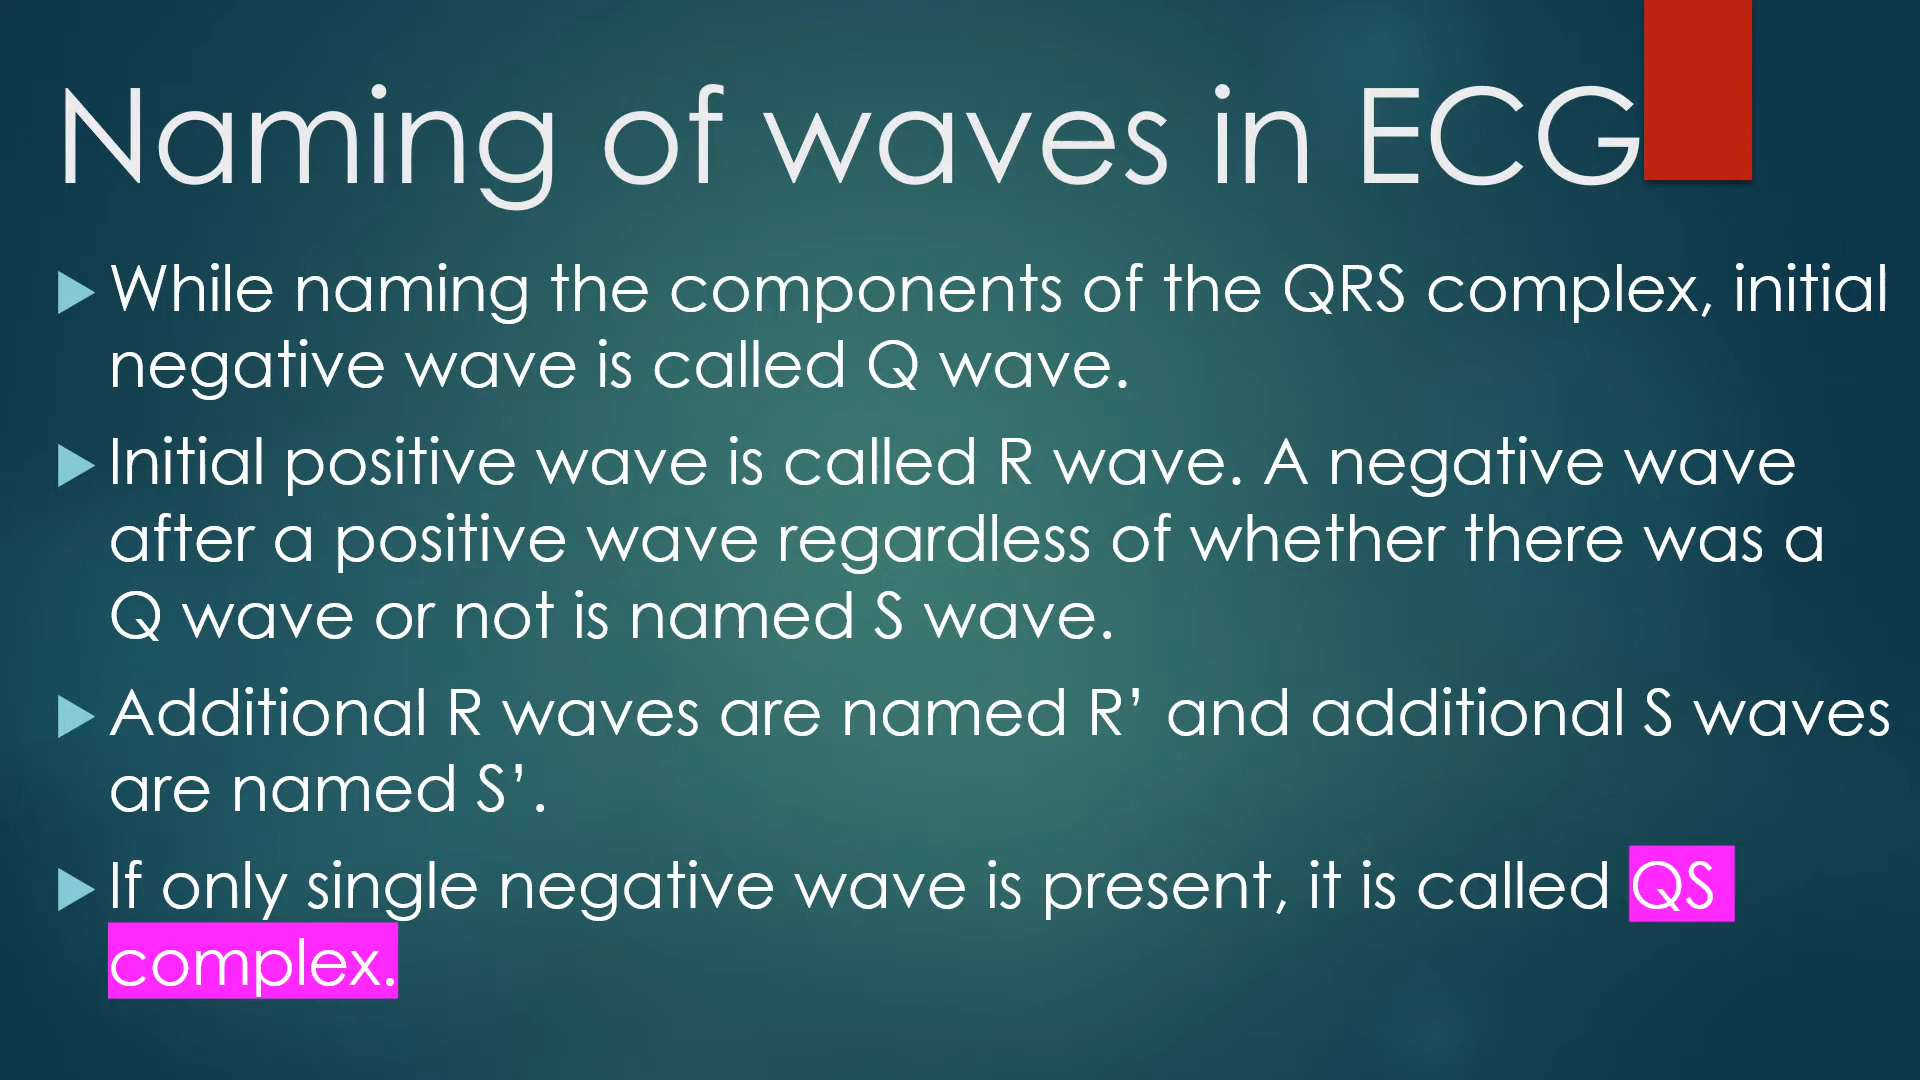 Naming of waves in ECG
While naming the components of the QRS complex, initial
negative wave is called Q wave.
Initial positive wave is called R wave. A negative wave
after a positive wave regardless of whether there was a
Q wave or not is named S wave.
Additional R waves are named R’ and additional S waves
are named S’.
If only single negative wave is present, it is called QS
complex.